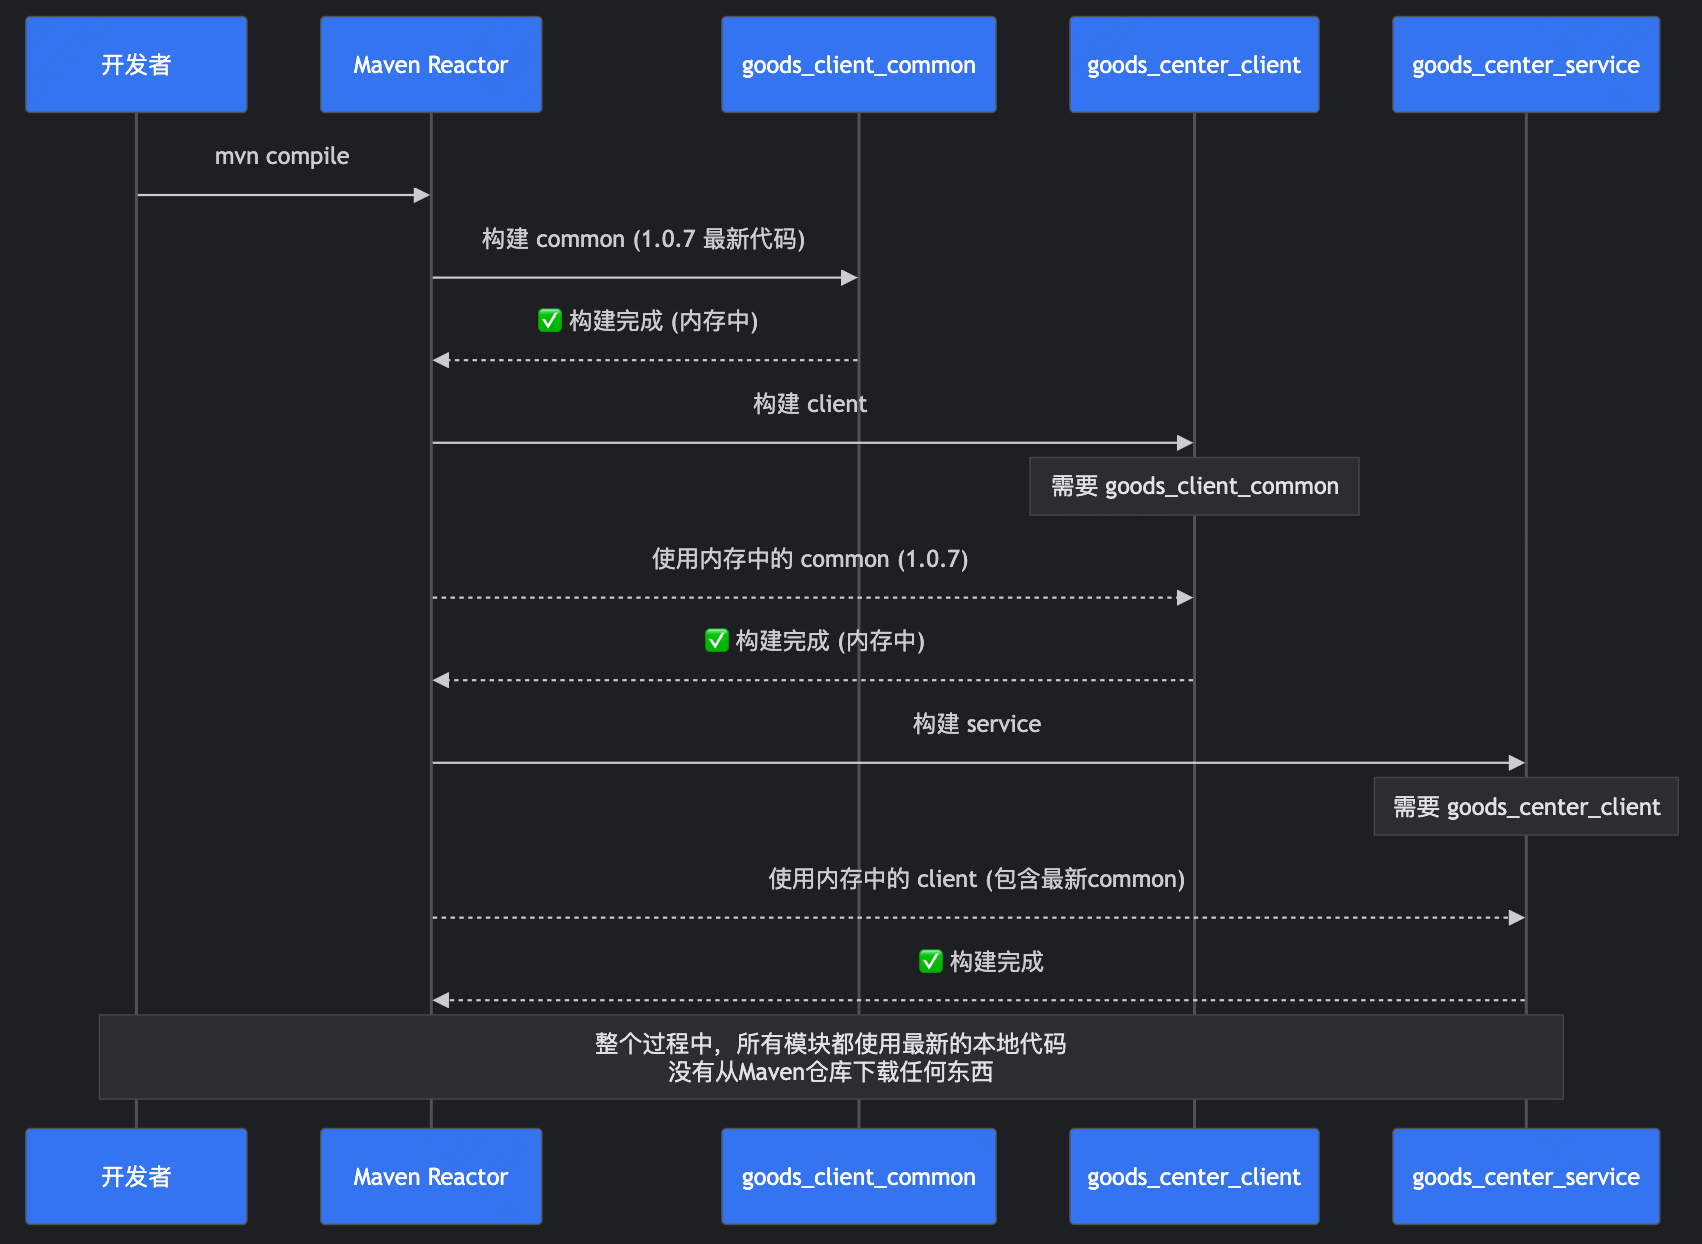 开发者
Maven Reactor
goods_client_common
goods_center_client
goods_center_service
mvn compile
构建 common (1.0.7 最新代码)
✅ 构建完成 (内存中)
构建 client
需要 goods_client_common
使用内存中的 common (1.0.7)
✅ 构建完成 (内存中)
构建 service
需要 goods_center_client
使用内存中的 client (包含最新common)
✅ 构建完成
整个过程中，所有模块都使用最新的本地代码
没有从Maven仓库下载任何东西
开发者
Maven Reactor
goods_client_common
goods_center_client
goods_center_service